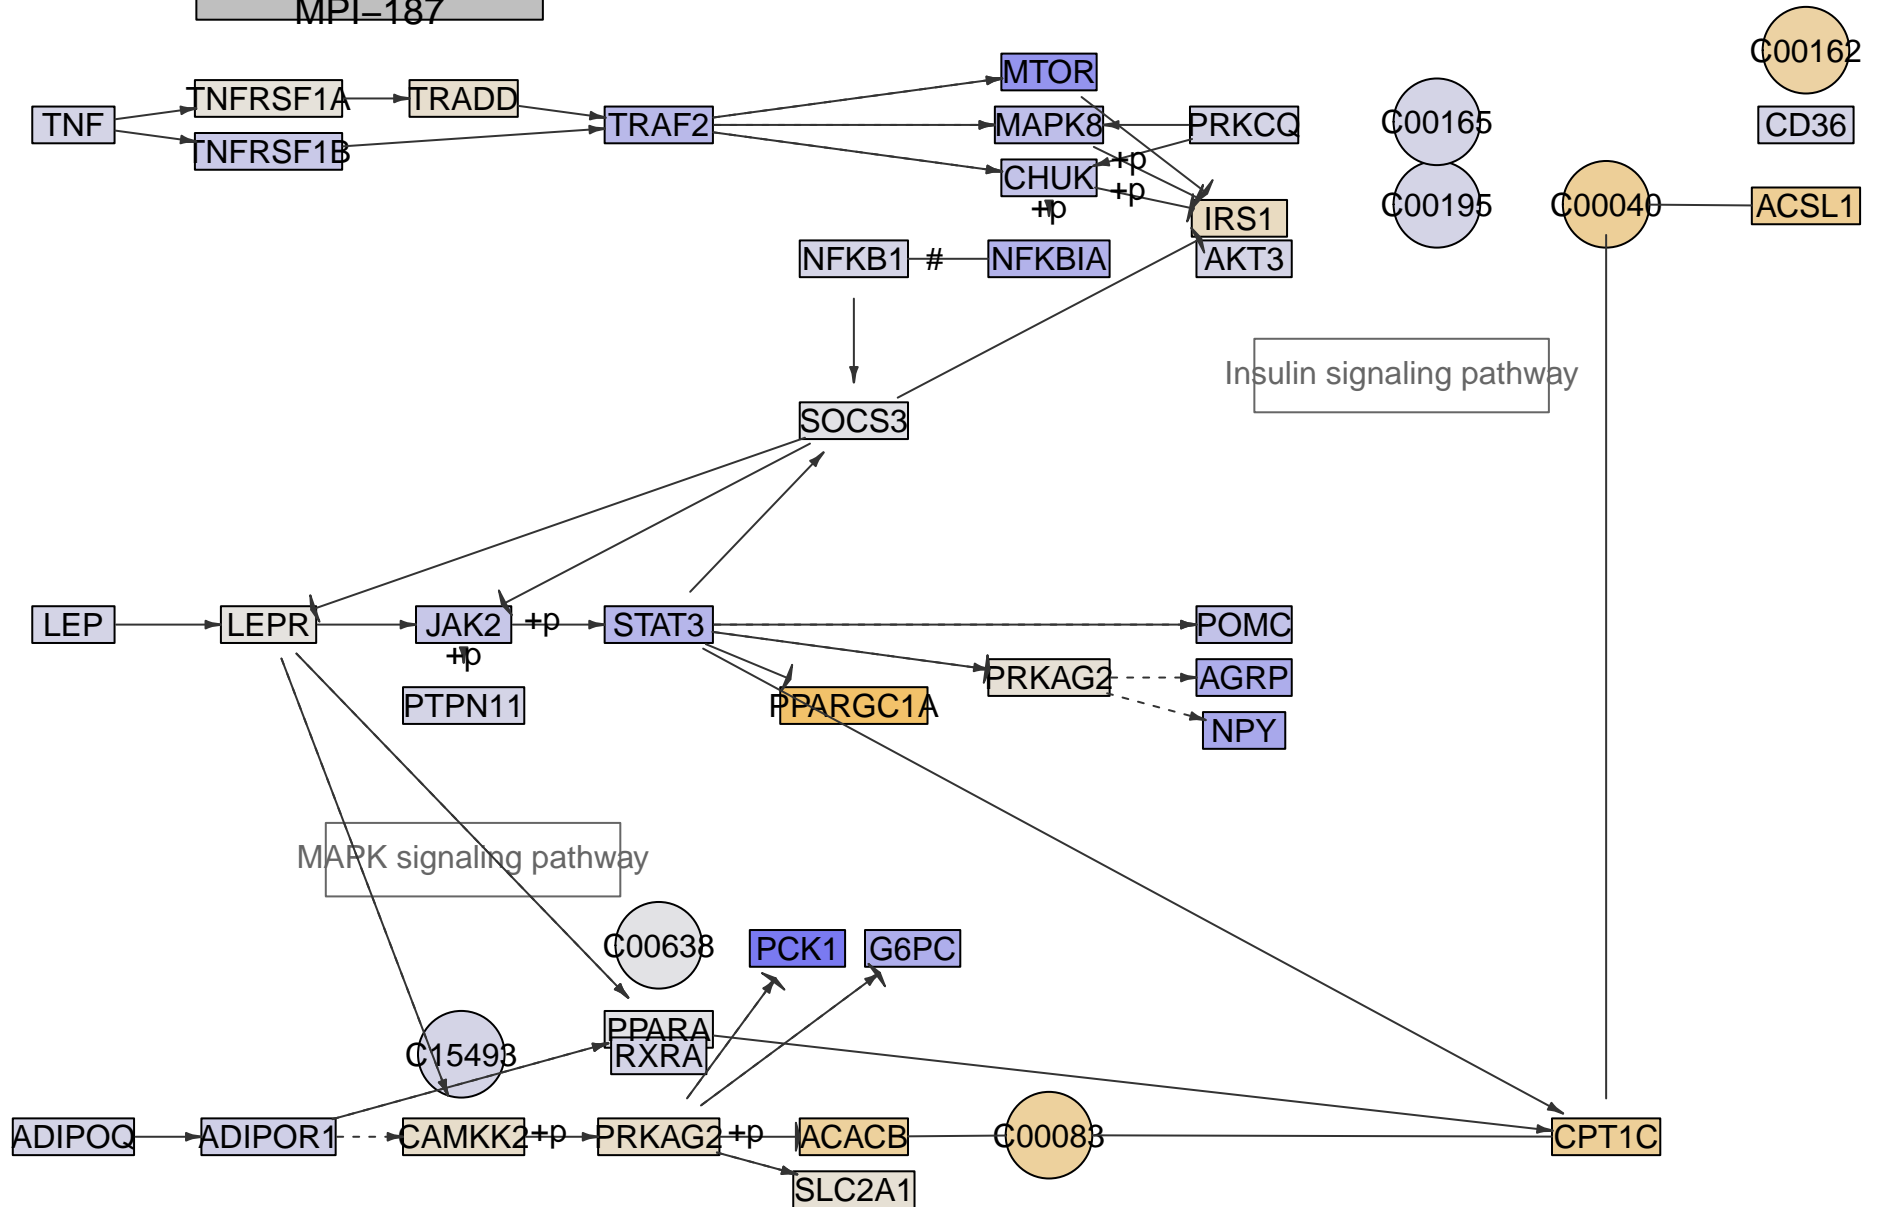 MPI–187
C00162
MTOR
TNFRSF1A
TRADD
TNF
TRAF2
MAPK8
PRKCQ
C00165
CD36
TNFRSF1B
+p
CHUK
+p
+p
IRS1
C00195
C00040
ACSL1
NFKB1
#
NFKBIA
AKT3
Insulin signaling pathway
SOCS3
LEP
LEPR
JAK2
+p
STAT3
POMC
+p
PRKAG2
AGRP
PTPN11
PPARGC1A
NPY
MAPK signaling pathway
C00638
PCK1
G6PC
PPARA
C15493
RXRA
ADIPOQ
ADIPOR1
CAMKK2
+p
PRKAG2
+p
ACACB
C00083
CPT1C
SLC2A1